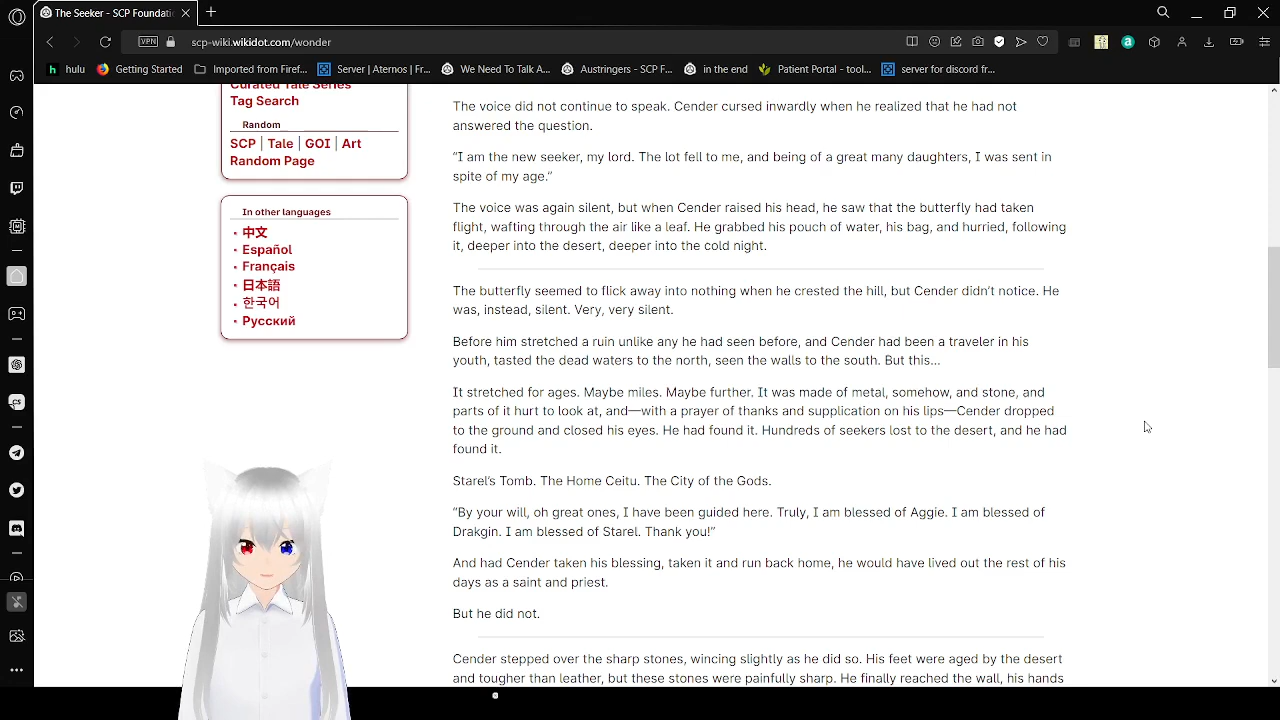 The Seeker - SCP Foundati
scp-wiki.wikidot.com/wonder
VPN
hulu
Getting Started
Imported from Firef...
Server | Aternos | Fr...
We Need To Talk A...
Austringers - SCP F...
in the end
Patient Portal - tool...
server for discord fr...
Curated Tale Series
Tag Search
Random
SCP | Tale | GOI | Art
Random Page
In other languages
中文
Español
Français
日本語
한국어
Русский
The voice did not continue to speak. Cender cursed inwardly when he realized that he had not
answered the question.
“I am the new seeker, my lord. The lot fell to me, and being of a great many daughters, I was sent in
spite of my age.”
The voice was again silent, but when Cender raised his head, he saw that the butterfly had taken
flight, wafting through the air like a leaf. He grabbed his pouch of water, his bag, and hurried, following
it, deeper into the desert, deeper into the cold night.
The butterfly seemed to flick away into nothing when he crested the hill, but Cender didn’t notice. He
was, instead, silent. Very, very silent.
Before him stretched a ruin unlike any he had seen before, and Cender had been a traveler in his
youth, tasted the dead waters to the north, seen the walls to the south. But this…
It stretched for ages. Maybe miles. Maybe further. It was made of metal, somehow, and stone, and
parts of it hurt to look at, and—with a prayer of thanks and supplication on his lips—Cender dropped
to the ground and closed his eyes. He had found it. Hundreds of seekers lost to the desert, and he had
found it.
Starel’s Tomb. The Home Ceitu. The City of the Gods.
“By your will, oh great ones, I have been guided here. Truly, I am blessed of Aggie. I am blessed of
Drakgin. I am blessed of Starel. Thank you!”
And had Cender taken his blessing, taken it and run back home, he would have lived out the rest of his
days as a saint and priest.
But he did not.
Cender stepped over the sharp stones, wincing slightly as he did so. His feet were aged by the desert
and tougher than leather, but these stones were painfully sharp. He finally reached the wall, his hands